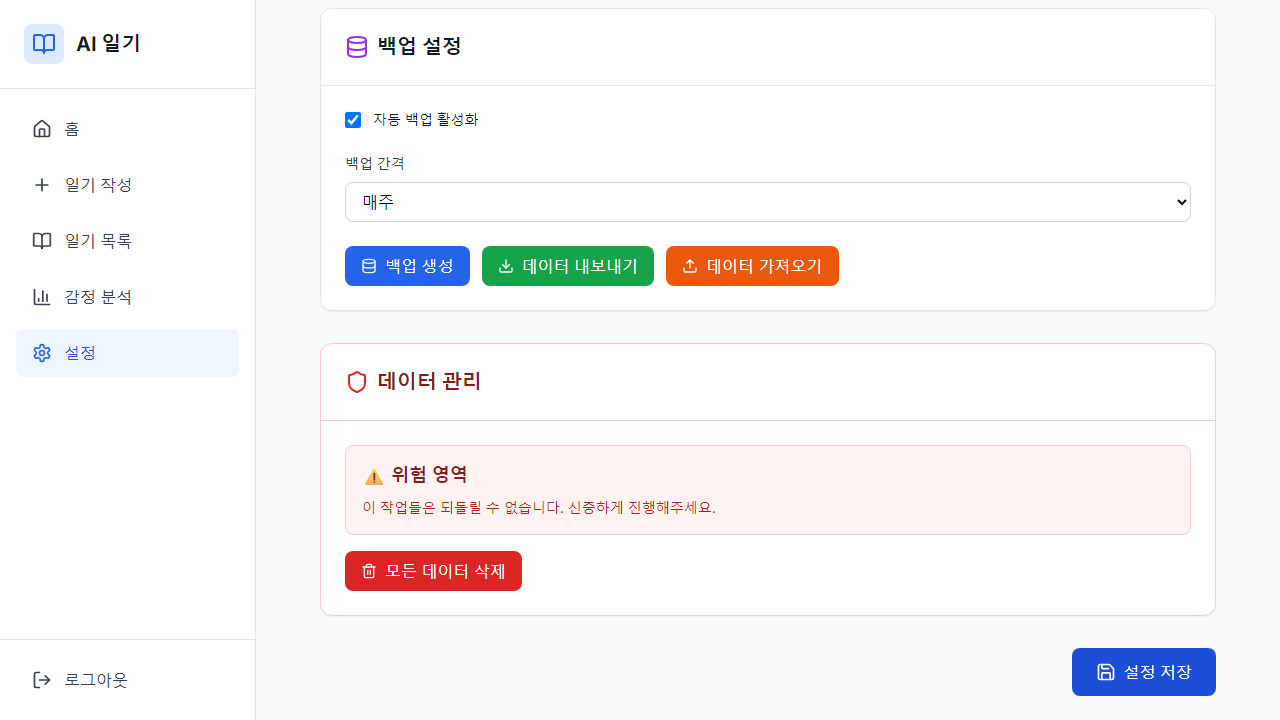 AI 일기
홈
일기 작성
일기 목록
감정 분석
설정
로그아웃
백업 설정
자동 백업 활성화
백업 간격
매주
백업 생성
데이터 내보내기
데이터 가져오기
데이터 관리
⚠️ 위험 영역
이 작업들은 되돌릴 수 없습니다. 신중하게 진행해주세요.
모든 데이터 삭제
설정 저장